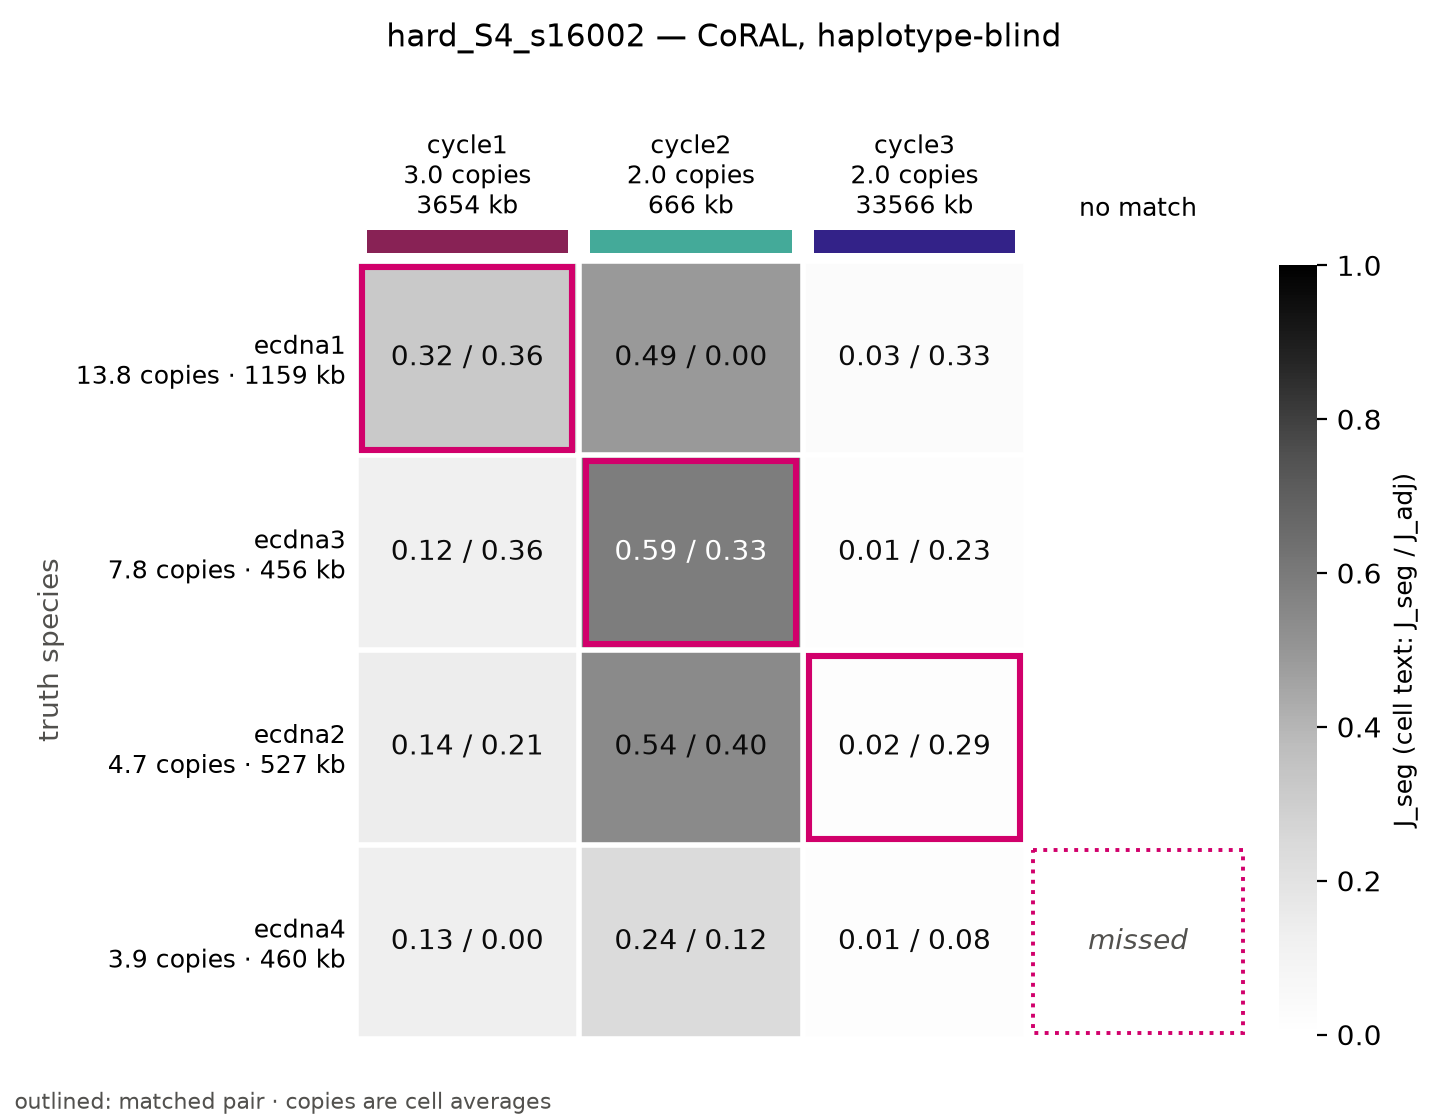 hard_S4_s16002 — CoRAL, haplotype-blind
cycle1
3.0 copies
3654 kb
cycle2
2.0 copies
666 kb
cycle3
2.0 copies
33566 kb
no match
ecdna1
13.8 copies · 1159 kb
0.32 / 0.36
0.49 / 0.00
0.03 / 0.33
ecdna3
7.8 copies · 456 kb
0.12 / 0.36
0.59 / 0.33
0.01 / 0.23
ecdna2
4.7 copies · 527 kb
0.14 / 0.21
0.54 / 0.40
0.02 / 0.29
ecdna4
3.9 copies · 460 kb
0.13 / 0.00
0.24 / 0.12
0.01 / 0.08
missed
truth species
1.0
0.8
0.6
0.4
0.2
0.0
J_seg (cell text: J_seg / J_adj)
outlined: matched pair · copies are cell averages